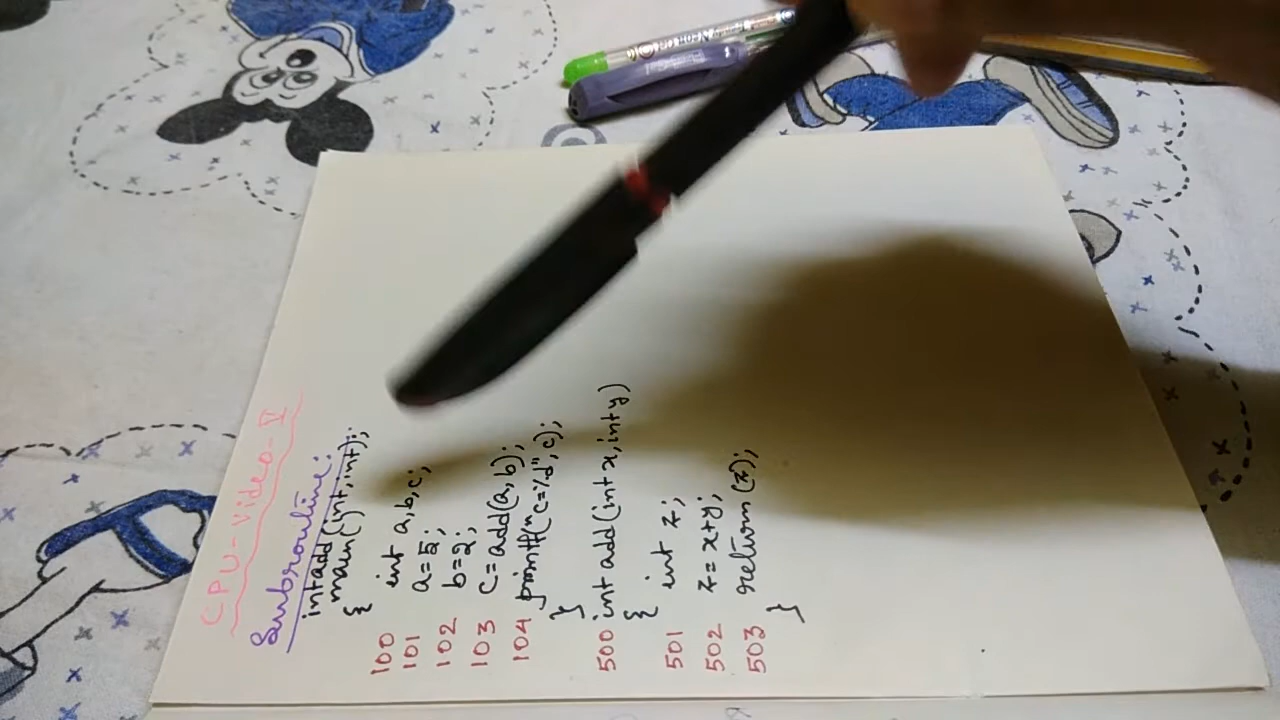 CPU-Video-V
Subroutine:
int add(int,int);
main()
{
100 int a,b,c;
101 a=5;
102 b=2;
103 c=add(a,b);
104 printf("c=%d",c);
}
500 int add(int x,int y)
{
501 int z;
502 z=x+y;
503 return(z);
}